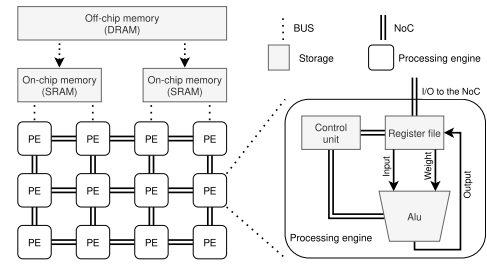 Off-chip memory
(DRAM)
BUS
NoC
Storage
Processing engine
On-chip memory
(SRAM)
On-chip memory
(SRAM)
I/O to the NoC
PE PE PE PE
PE PE PE PE
PE PE PE PE
Control
unit
Register file
Input
Weight
Output
Alu
Processing engine